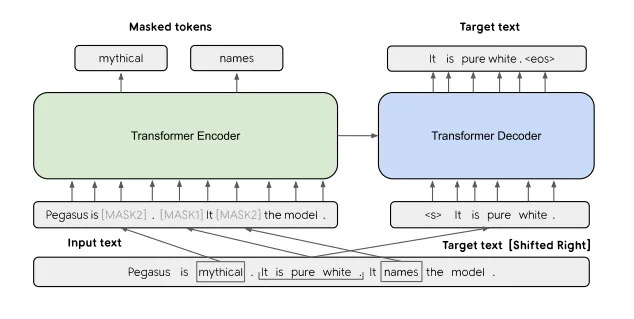 Masked tokens
Target text
mythical
names
It is pure white . <eos>
Transformer Encoder
Transformer Decoder
Pegasus is [MASK2] . [MASK1] It [MASK2] the model .
<s> It is pure white .
Input text
Target text [Shifted Right]
Pegasus is mythical . It is pure white . It names the model .